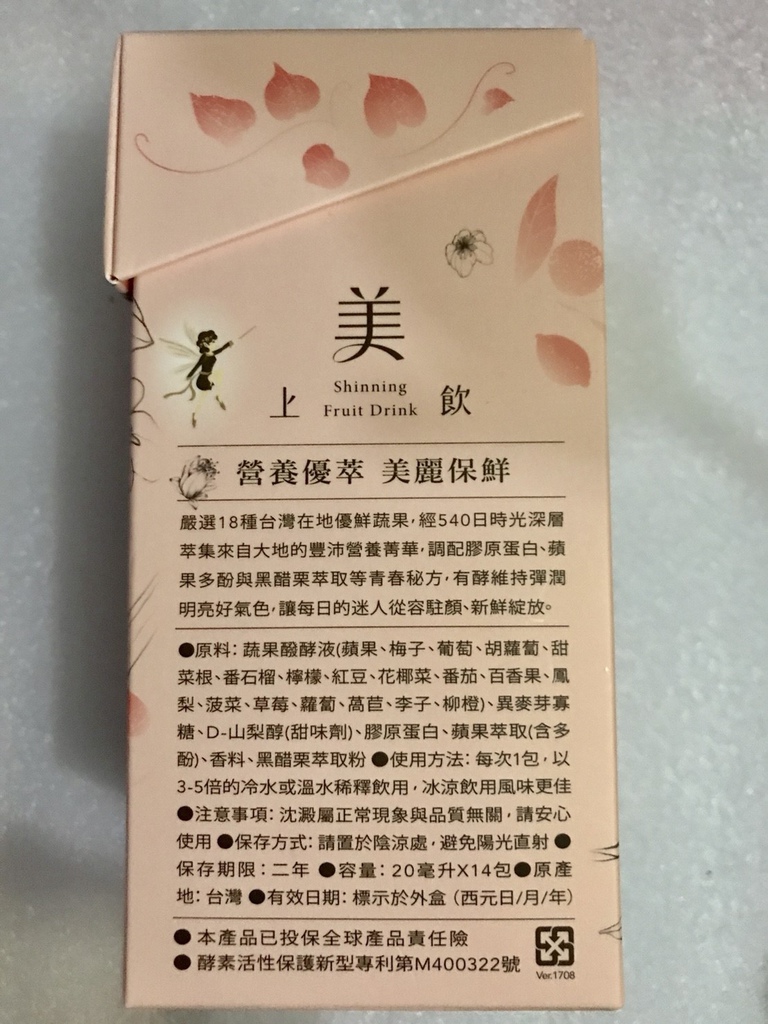 美
上 Shinning Fruit Drink 飲
營養優萃 美麗保鮮
嚴選18種台灣在地優鮮蔬果,經540日時光深層
萃集來自大地的豐沛營養菁華,調配膠原蛋白、蘋
果多酚與黑醋栗萃取等青春秘方,有酵維持彈潤
明亮好氣色,讓每日的迷人從容駐顏、新鮮綻放。
●原料:蔬果醱酵液(蘋果、梅子、葡萄、胡蘿蔔、甜
菜根、番石榴、檸檬、紅豆、花椰菜、番茄、百香果、鳳
梨、菠菜、草莓、蘿蔔、萵苣、李子、柳橙)、異麥芽寡
糖、D-山梨醇(甜味劑)、膠原蛋白、蘋果萃取(含多
酚)、香料、黑醋栗萃取粉 ●使用方法:每次1包,以
3-5倍的冷水或溫水稀釋飲用,冰涼飲用風味更佳
●注意事項:沈澱屬正常現象與品質無關,請安心
使用 ●保存方式:請置於陰涼處,避免陽光直射 ●
保存期限:二年 ●容量:20毫升X14包●原產
地:台灣 ●有效日期:標示於外盒(西元日/月/年)
● 本產品已投保全球產品責任險
● 酵素活性保護新型專利第M400322號
Ver.1708